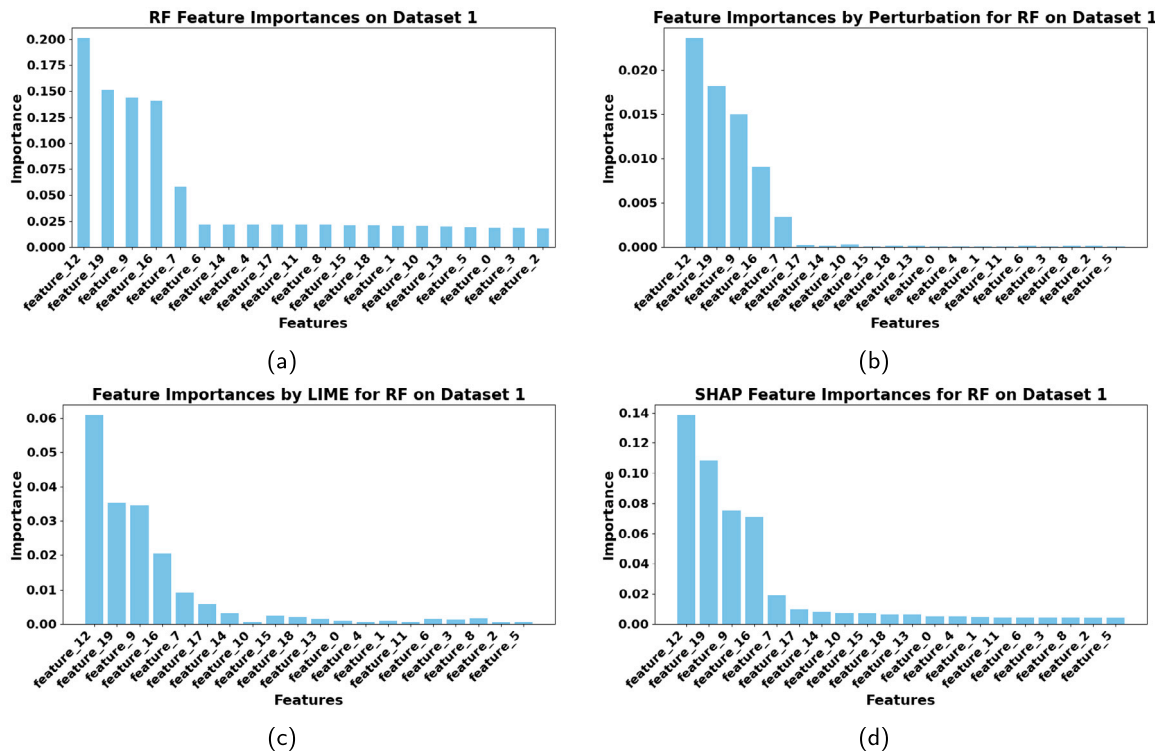 RF Feature Importances on Dataset 1
Importance
0.200
0.175
0.150
0.125
0.100
0.075
0.050
0.025
0.000
feature_12
feature_19
feature_9
feature_16
feature_7
feature_6
feature_14
feature_4
feature_17
feature_11
feature_8
feature_15
feature_18
feature_1
feature_10
feature_13
feature_5
feature_0
feature_3
feature_2
Features
(a)
Feature Importances by Perturbation for RF on Dataset 1
Importance
0.020
0.015
0.010
0.005
0.000
feature_12
feature_19
feature_9
feature_16
feature_7
feature_17
feature_14
feature_10
feature_15
feature_18
feature_13
feature_0
feature_4
feature_1
feature_11
feature_6
feature_3
feature_8
feature_2
feature_5
Features
(b)
Feature Importances by LIME for RF on Dataset 1
Importance
0.06
0.05
0.04
0.03
0.02
0.01
0.00
feature_12
feature_19
feature_9
feature_16
feature_7
feature_17
feature_14
feature_10
feature_15
feature_18
feature_13
feature_0
feature_4
feature_1
feature_11
feature_6
feature_3
feature_8
feature_2
feature_5
Features
(c)
SHAP Feature Importances for RF on Dataset 1
Importance
0.14
0.12
0.10
0.08
0.06
0.04
0.02
0.00
feature_12
feature_19
feature_9
feature_16
feature_7
feature_17
feature_14
feature_10
feature_15
feature_18
feature_13
feature_0
feature_4
feature_1
feature_11
feature_6
feature_3
feature_8
feature_2
feature_5
Features
(d)